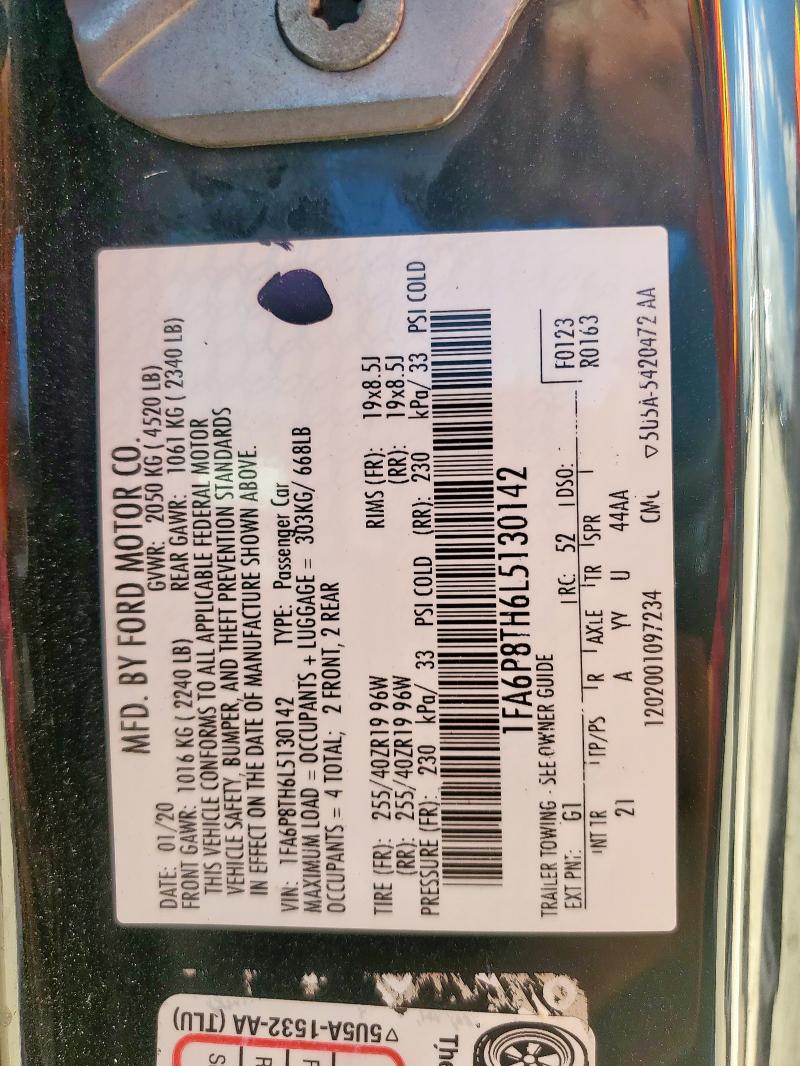 MFD. BY FORD MOTOR CO.
DATE: 01/20 GVWR: 2050 KG ( 4520 LB)
FRONT GAWR: 1016 KG ( 2240 LB) REAR GAWR: 1061 KG ( 2340 LB)
THIS VEHICLE CONFORMS TO ALL APPLICABLE FEDERAL MOTOR
VEHICLE SAFETY, BUMPER, AND THEFT PREVENTION STANDARDS
IN EFFECT ON THE DATE OF MANUFACTURE SHOWN ABOVE.
VIN: 1FA6P8TH6L5130142 TYPE: Passenger Car
MAXIMUM LOAD = OCCUPANTS + LUGGAGE = 303KG/ 668LB
OCCUPANTS = 4 TOTAL; 2 FRONT, 2 REAR
TIRE (FR): 255/40ZR19 96W RIMS (FR): 19x8.5J
(RR): 255/40ZR19 96W (RR): 19x8.5J
PRESSURE (FR): 230 kPa/ 33 PSI COLD (RR): 230 kPa/ 33 PSI COLD
1FA6P8TH6L5130142
TRAILER TOWING - SEE OWNER GUIDE
EXT PNT: G1 RC: 52 DSO: F0123
R0163
INT TR TP/PS R AXLE TR SPR
21 A YY U 44AA
1202001097234 CML ▽5U5A-5420472 AA
▽5U5A-1532-AA (TLU)
The